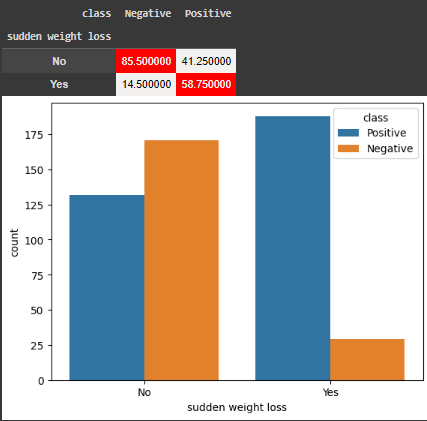 class Negative Positive
sudden weight loss
No 85.500000 41.250000
Yes 14.500000 58.750000
class
Positive
Negative
175
150
125
100
75
50
25
0
count
No Yes
sudden weight loss